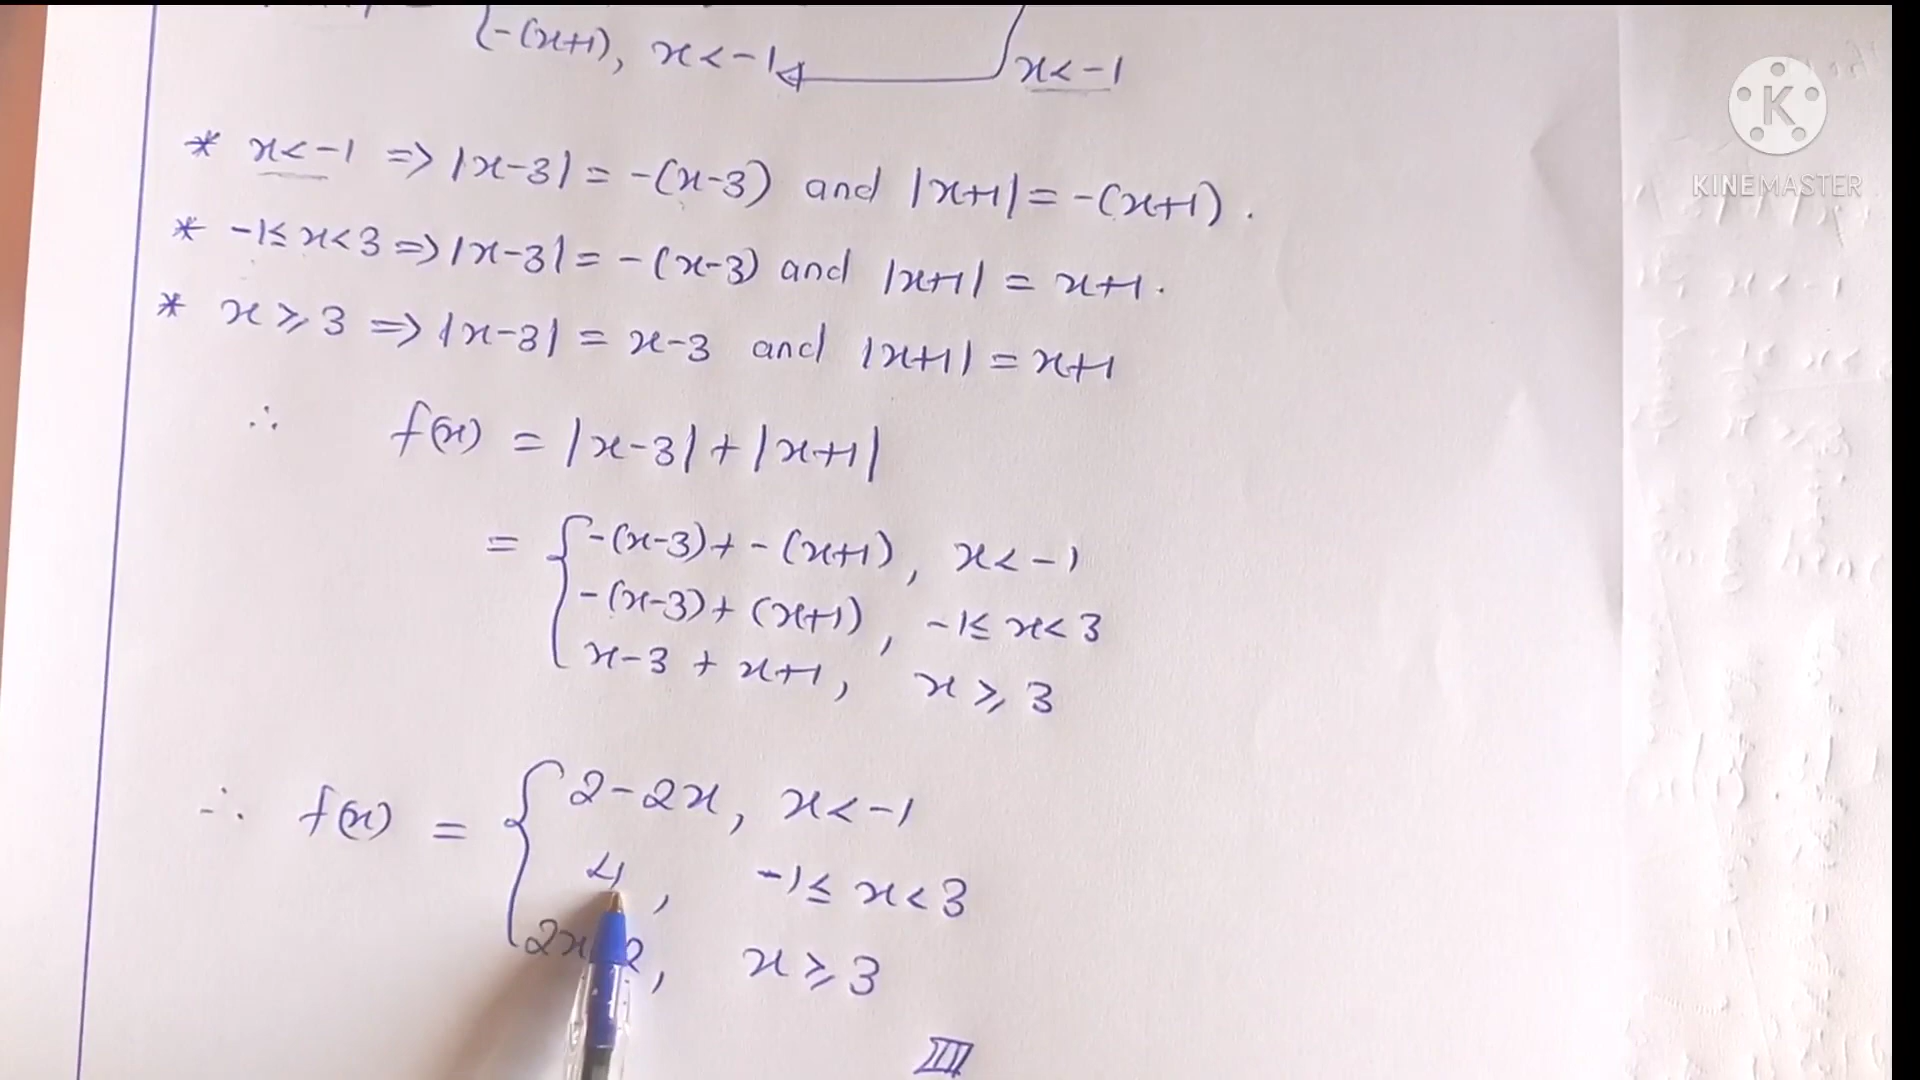 -(x+1), x<-1 x<-1
* x<-1 => |x-3| = -(x-3) and |x+1| = -(x+1).
* -1≤x<3 => |x-3| = -(x-3) and |x+1| = x+1.
* x≥3 => |x-3| = x-3 and |x+1| = x+1
∴ f(x) = |x-3|+|x+1|
= { -(x-3)+-(x+1), x<-1
-(x-3)+(x+1), -1≤x<3
x-3+x+1, x≥3
∴ f(x) = { 2-2x, x<-1
4, -1≤x<3
2x 2, x≥3
III
K
KINEMASTER